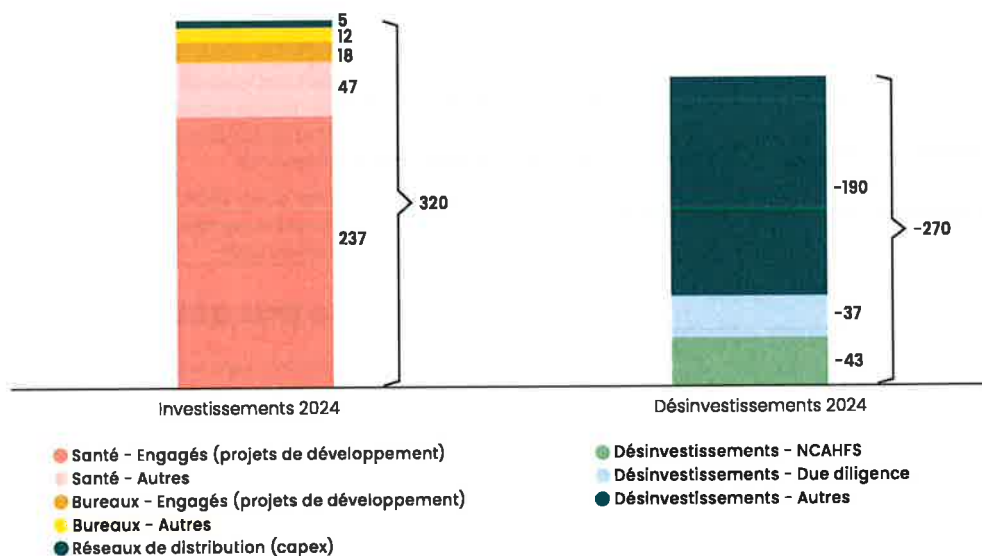 5
12
18
47
320
237
-190
-270
-37
-43
Investissements 2024
Désinvestissements 2024
Santé - Engagés (projets de développement)
Santé - Autres
Bureaux - Engagés (projets de développement)
Bureaux - Autres
Réseaux de distribution (capex)
Désinvestissements - NCAHFS
Désinvestissements - Due diligence
Désinvestissements - Autres